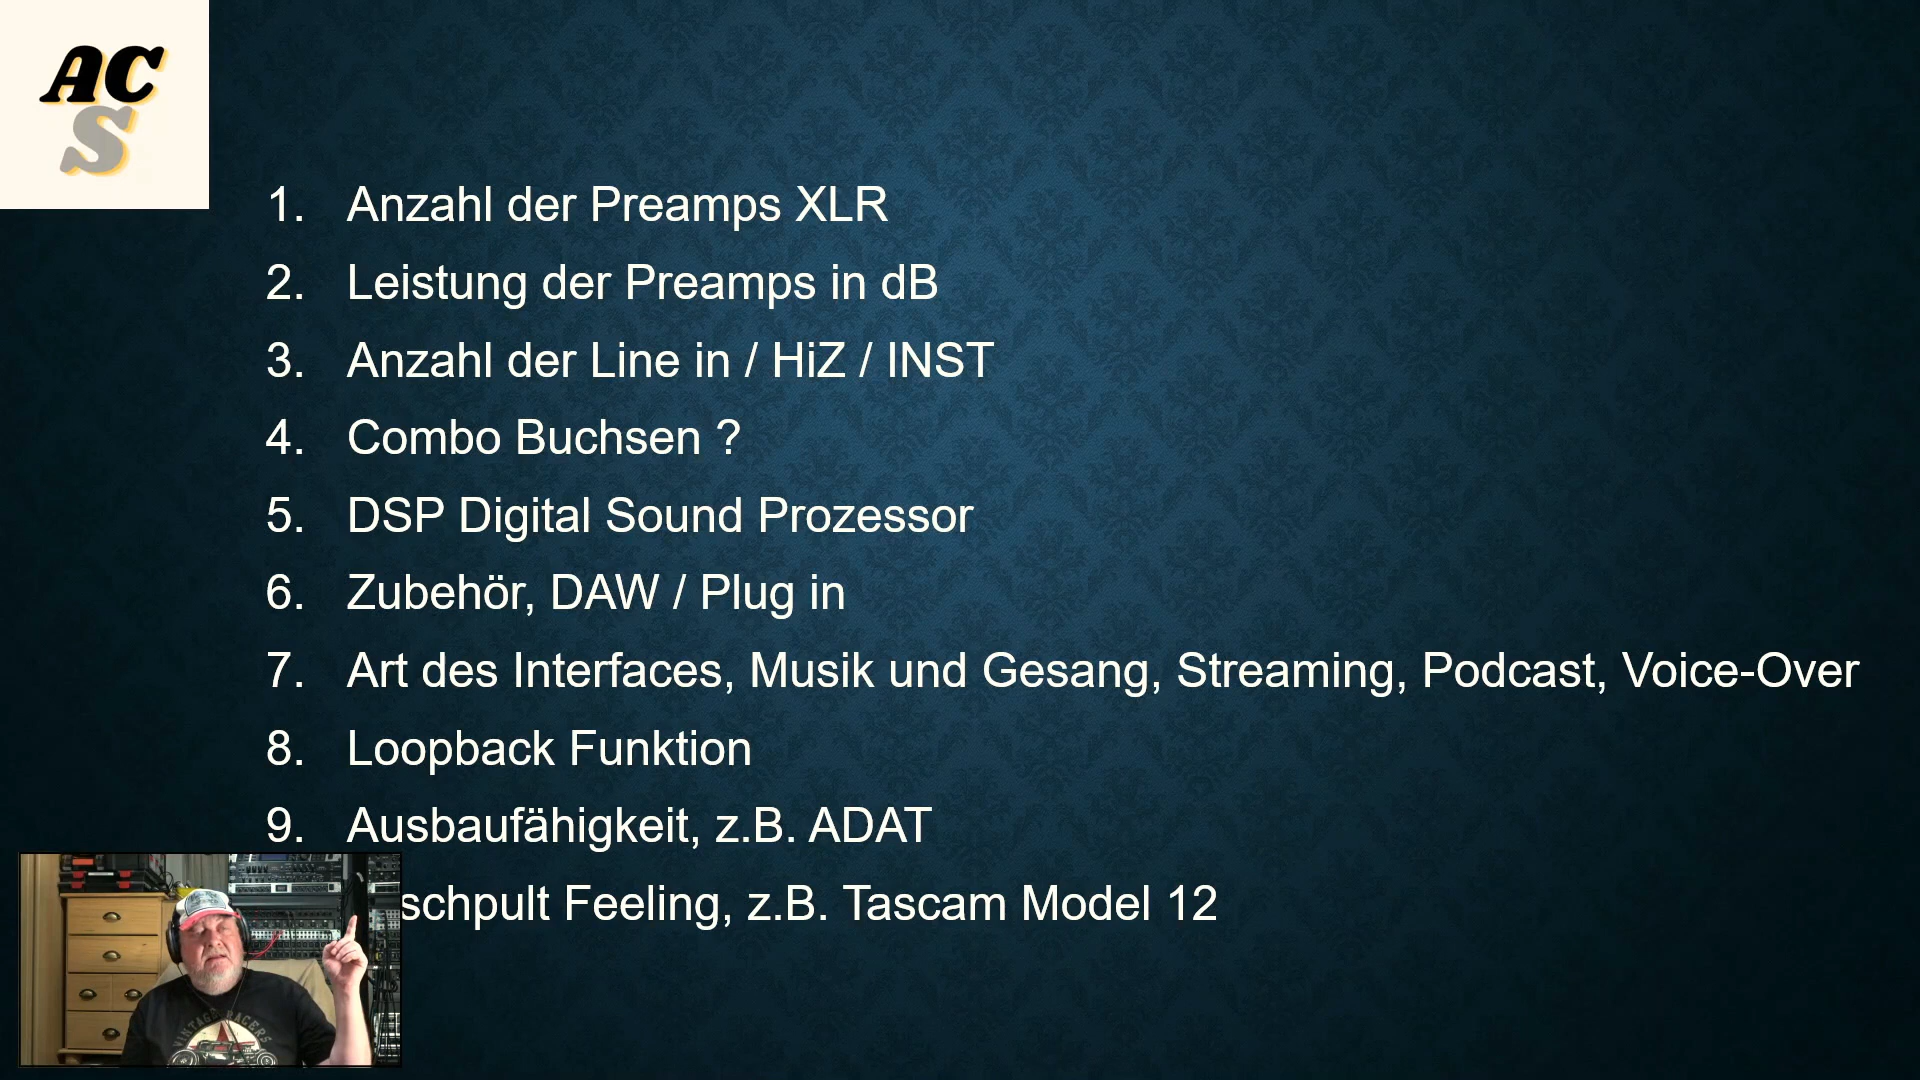 AC
S
1. Anzahl der Preamps XLR
2. Leistung der Preamps in dB
3. Anzahl der Line in / HiZ / INST
4. Combo Buchsen ?
5. DSP Digital Sound Prozessor
6. Zubehör, DAW / Plug in
7. Art des Interfaces, Musik und Gesang, Streaming, Podcast, Voice-Over
8. Loopback Funktion
9. Ausbaufähigkeit, z.B. ADAT
schpult Feeling, z.B. Tascam Model 12
VINTAGE RACERS